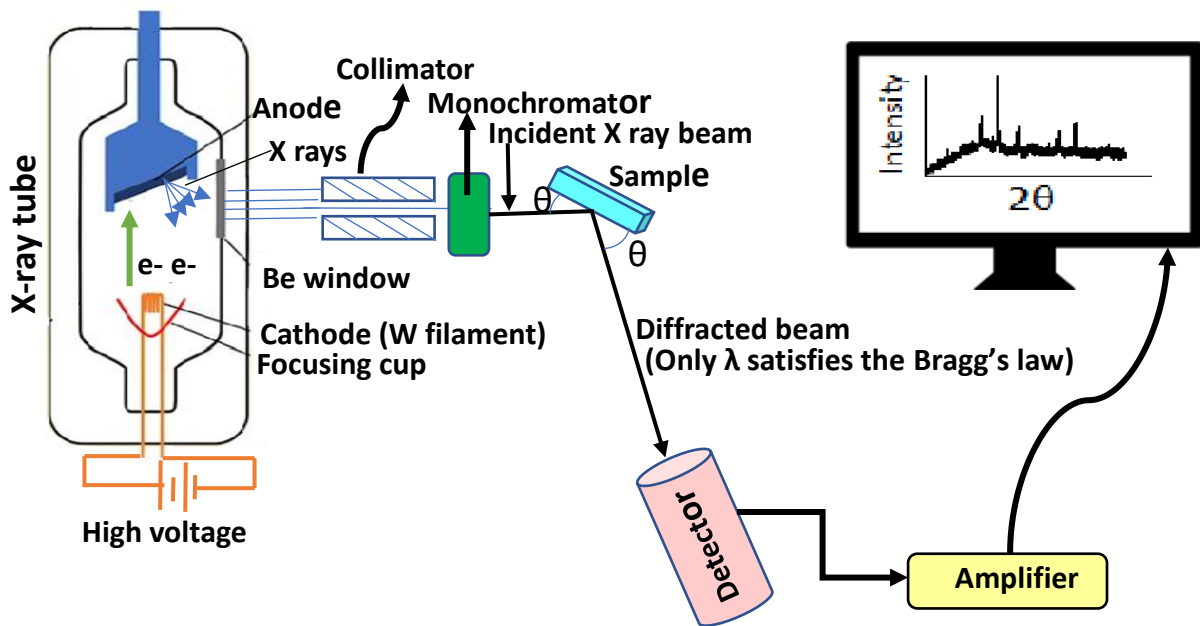 X-ray tube
Anode
X rays
e- e-
Be window
Cathode (W filament)
Focusing cup
High voltage
Collimator
Monochromator
Incident X ray beam
Sample
θ
θ
Diffracted beam
(Only λ satisfies the Bragg’s law)
Detector
Amplifier
Intensity
2θ